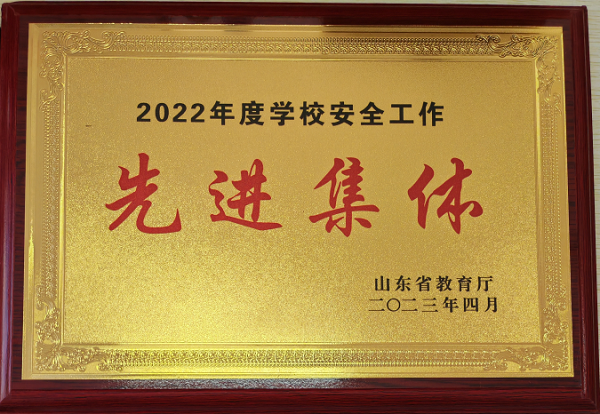 2022年度学校安全工作
先进集体
山东省教育厅
二〇二三年四月